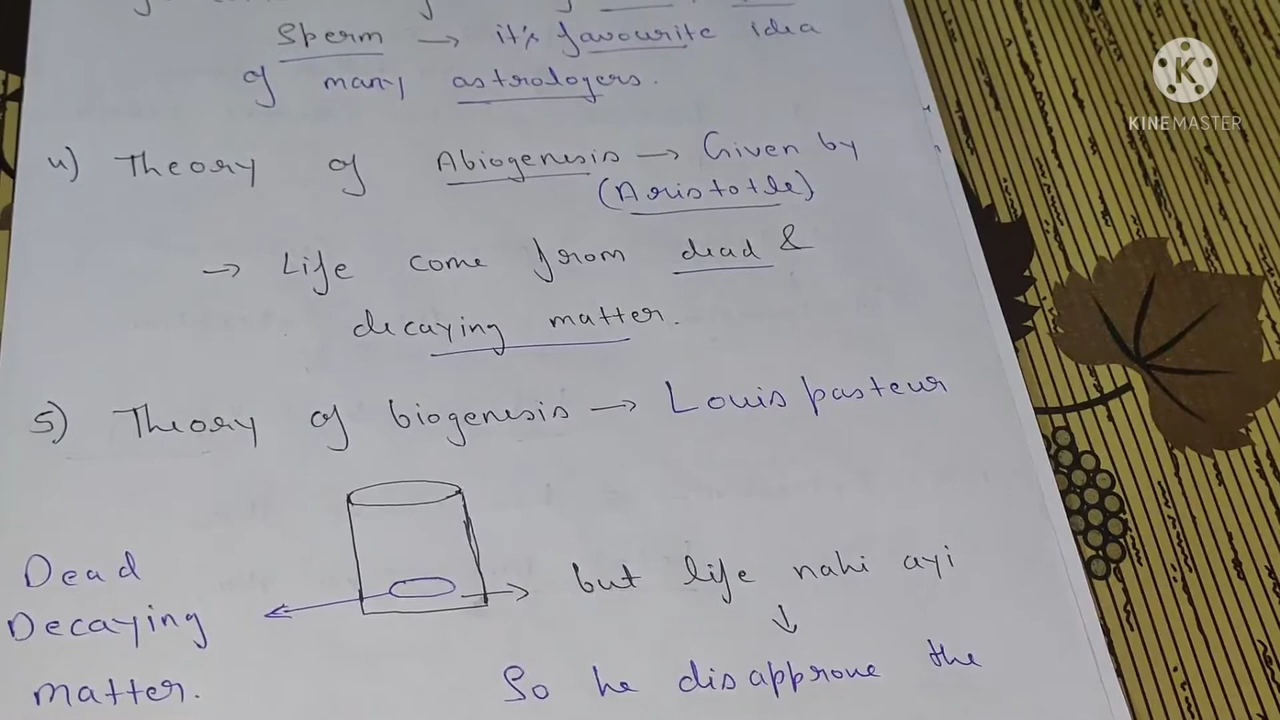 Sperm → it's favourite idea
of many astrologers.
4) Theory of Abiogenesis → Given by
(Aristotle)
→ Life come from dead &
decaying matter.
5) Theory of biogenesis → Louis pasteur
Dead
Decaying
matter.
→ but life nahi ayi
↓
So he disapprove the
KINEMASTER